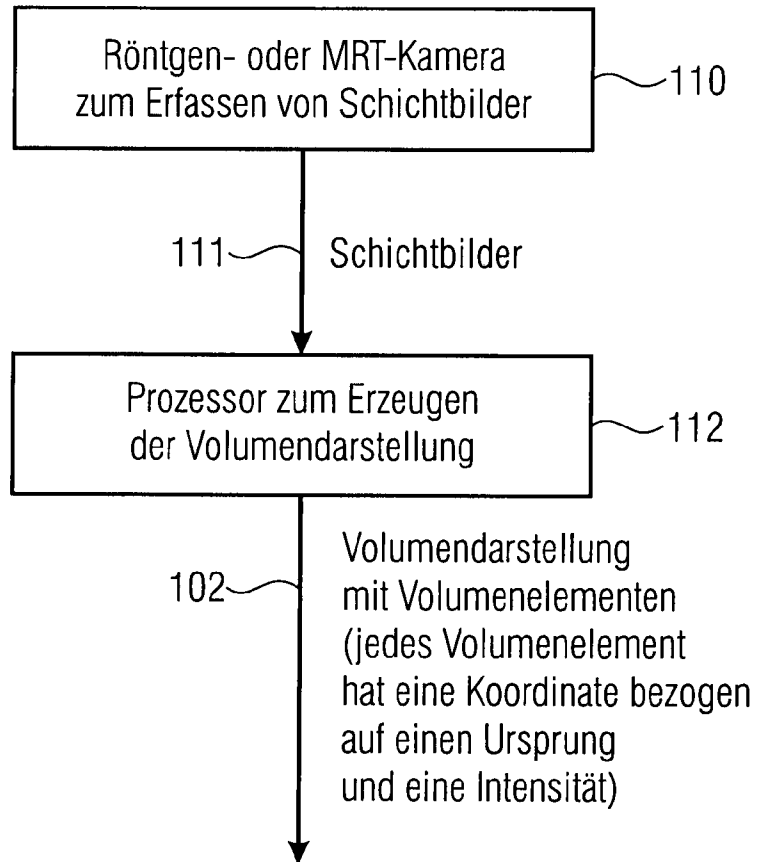 Röntgen- oder MRT-Kamera
zum Erfassen von Schichtbilder
110
111
Schichtbilder
Prozessor zum Erzeugen
der Volumendarstellung
112
102
Volumendarstellung
mit Volumenelementen
(jedes Volumenelement
hat eine Koordinate bezogen
auf einen Ursprung
und eine Intensität)